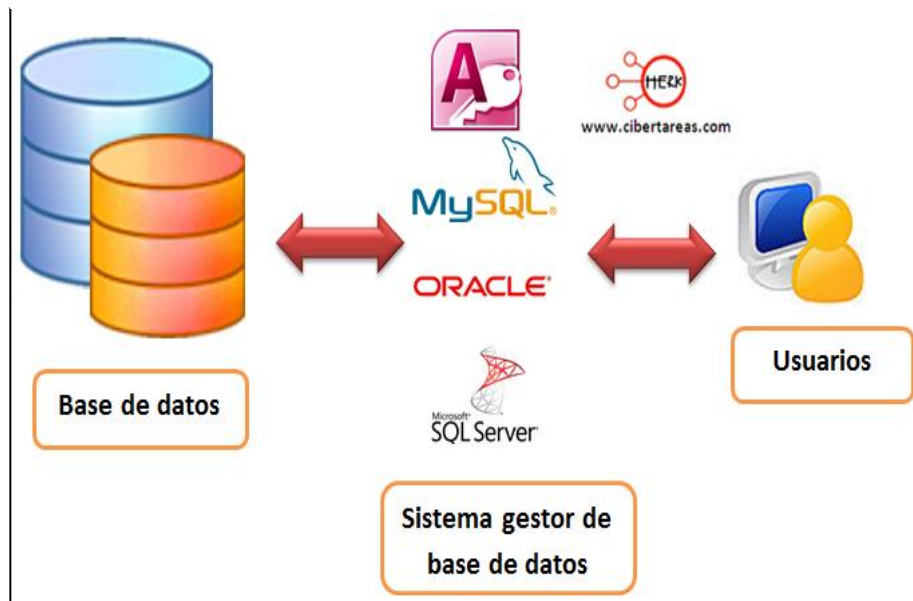 A
HERK
www.cibertareas.com
MySQL®
ORACLE®
Base de datos
Usuarios
Microsoft®
SQL Server®
Sistema gestor de
base de datos